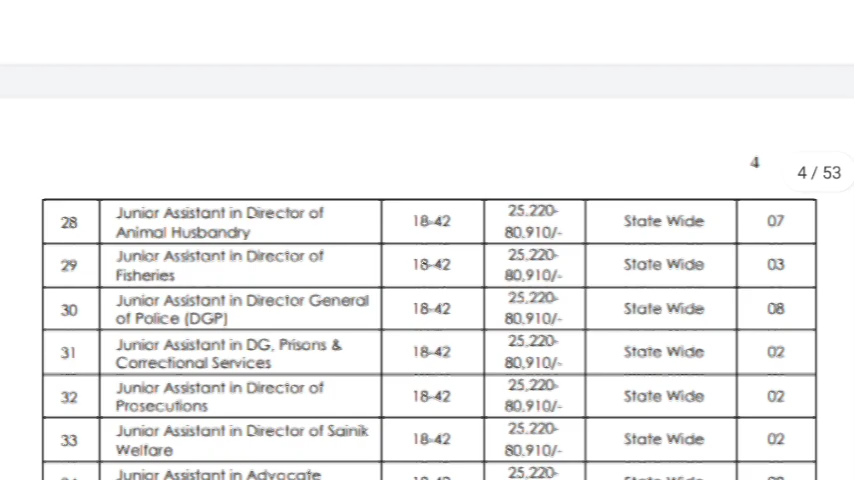 4
4 / 53
28 Junior Assistant in Director of Animal Husbandry 18-42 25,220-80,910/- State Wide 07
29 Junior Assistant in Director of Fisheries 18-42 25,220-80,910/- State Wide 03
30 Junior Assistant in Director General of Police (DGP) 18-42 25,220-80,910/- State Wide 08
31 Junior Assistant in DG, Prisons & Correctional Services 18-42 25,220-80,910/- State Wide 02
32 Junior Assistant in Director of Prosecutions 18-42 25,220-80,910/- State Wide 02
33 Junior Assistant in Director of Sainik Welfare 18-42 25,220-80,910/- State Wide 02
Junior Assistant in Advocate 25,220-